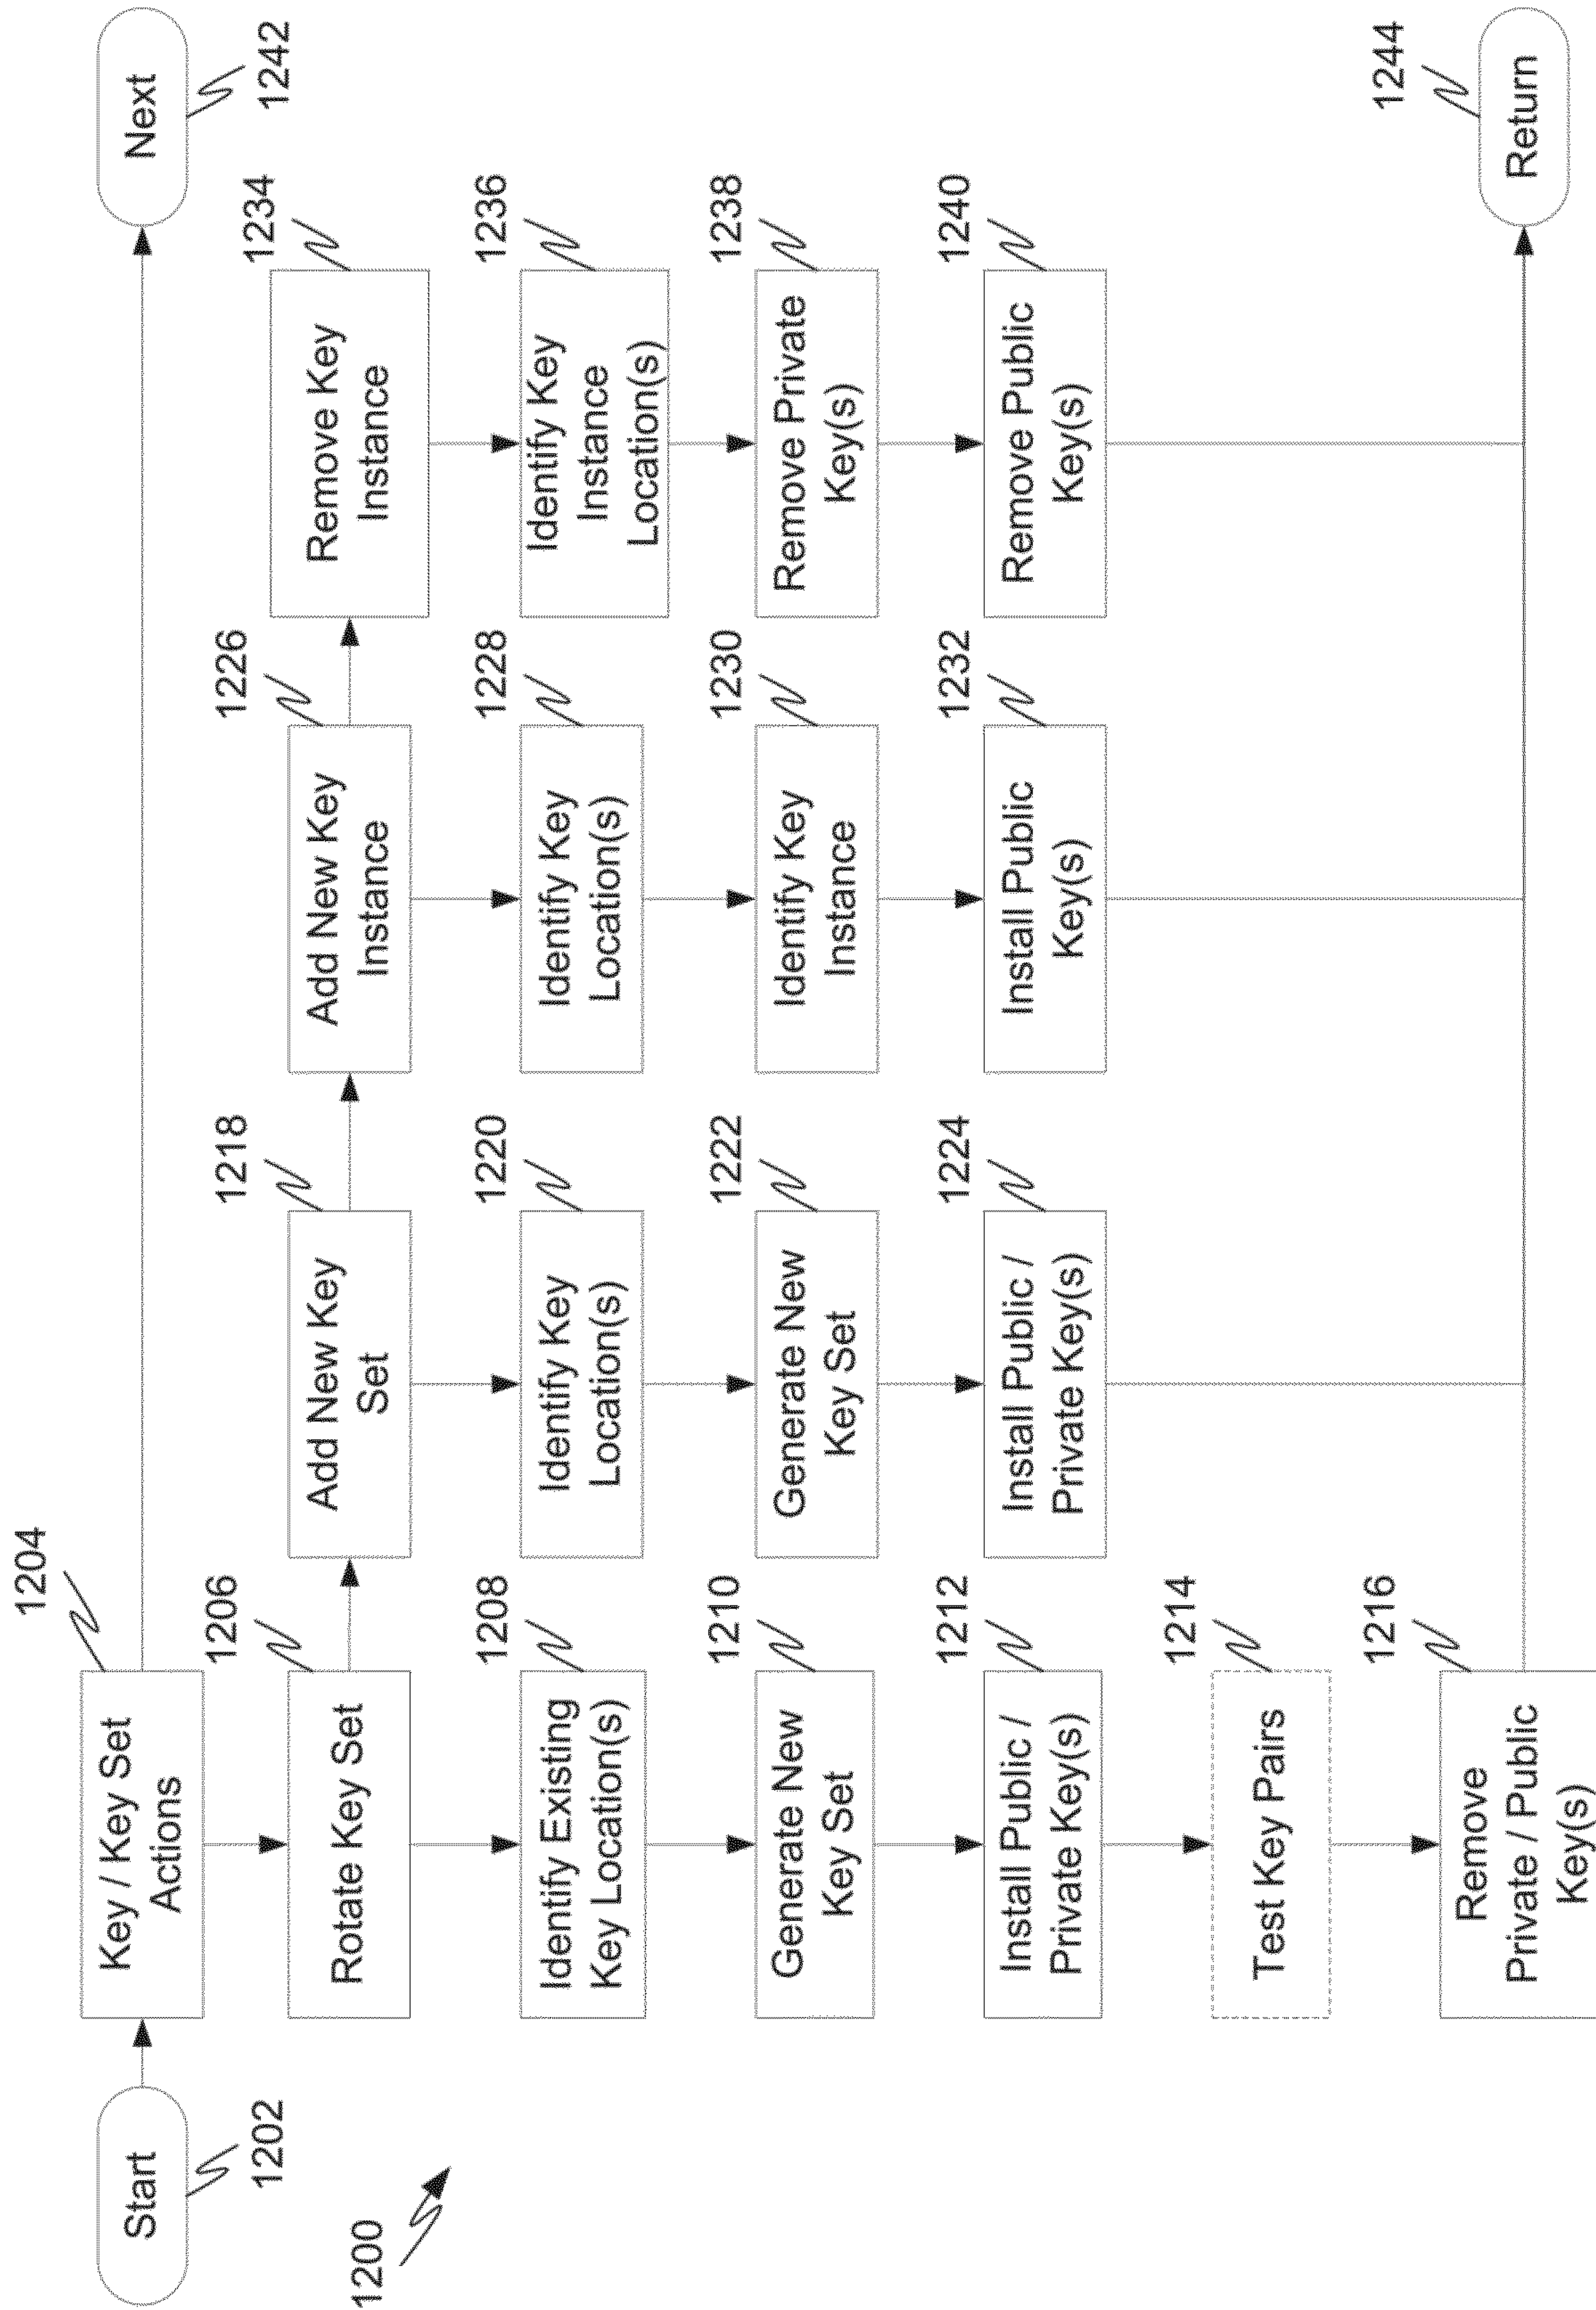 1200
Start
1202
Key / Key Set
Actions
1204
Rotate Key Set
1206
Identify Existing
Key Location(s)
1208
Generate New
Key Set
1210
Install Public /
Private Key(s)
1212
Test Key Pairs
1214
Remove
Private / Public
Key(s)
1216
Add New Key
Set
1218
Identify Key
Location(s)
1220
Generate New
Key Set
1222
Install Public /
Private Key(s)
1224
Add New Key
Instance
1226
Identify Key
Location(s)
1228
Identify Key
Instance
1230
Install Public
Key(s)
1232
Remove Key
Instance
1234
Identify Key
Instance
Location(s)
1236
Remove Private
Key(s)
1238
Remove Public
Key(s)
1240
Next
1242
Return
1244